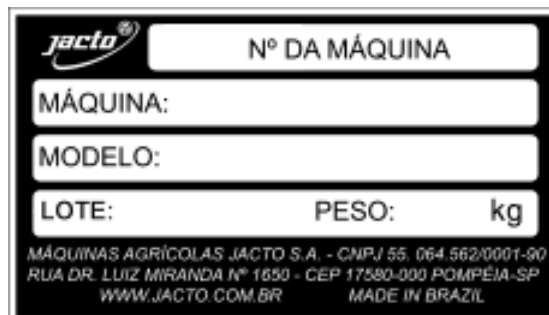 Jacto® Nº DA MÁQUINA
MÁQUINA:
MODELO:
LOTE: PESO: kg
MÁQUINAS AGRÍCOLAS JACTO S.A. - CNPJ 55. 064.562/0001-90
RUA DR. LUIZ MIRANDA Nº 1650 - CEP 17580-000 POMPÉIA-SP
WWW.JACTO.COM.BR MADE IN BRAZIL